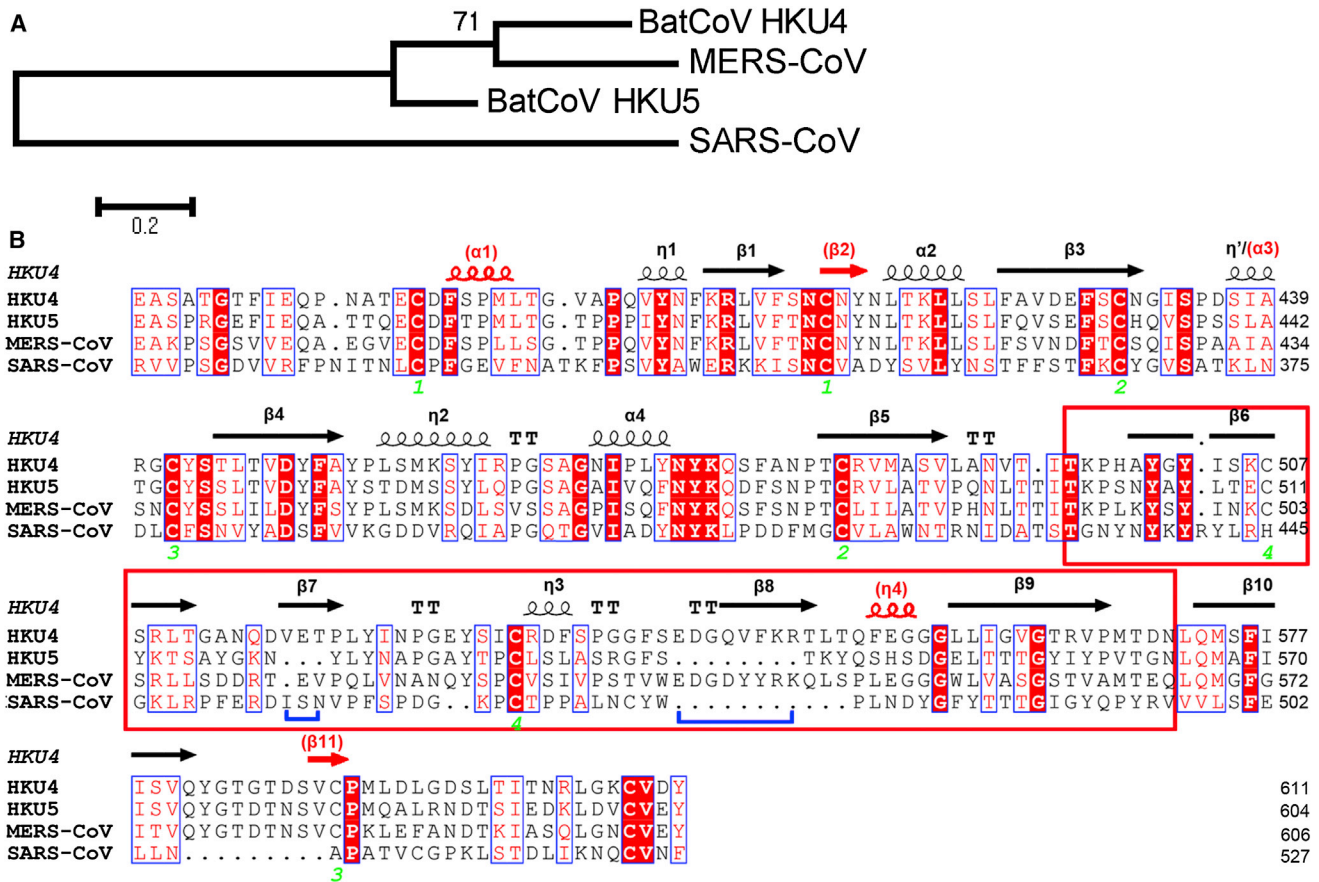 A
71
BatCoV HKU4
MERS-CoV
BatCoV HKU5
SARS-CoV
0.2
B
(α1) η1 β1 (β2) α2 β3 η'/(α3)
HKU4
HKU4 EASATGTFIEQP.NATECDFSPMLTG.VAPQVYNFKRLVFSNCNYNLTKLLSLFAVDEFSCNGISPDSIA 439
HKU5 EASPRGEFIEQA.TTQECDFTPMLTG.TPPPIYNFKRLVFTNCNYNLTKLLSLFQVSEFSCHQVSPSSLA 442
MERS-CoV EAKPSGSVVEQA.EGVECDFSPLLSG.TPPQVYNFKRLVFTNCNYNLTKLLSLFSVNDFTCSQISPAAIA 434
SARS-CoV RVVPSGDVVRFPNITNLCPFGEVFNATKFPSVYAWERKKISNCVADYSVLYNSTFFSTFKCYGVSATKLN 375
1 1 2
β4 η2 α4 β5 β6
HKU4 TT TT .
HKU4 RGCYSTLTVDYFAYPLSMKSYIRPGSAGNIPLYNYKQSFANPTCRVMASVLANVT.ITKPHAYGY.ISKC 507
HKU5 TGCYSSLTVDYFAYSTDMSSYLQPGSAGAIVQFNYKQDFSNPTCRVLATVPQNLTTITKPSNYAY.LTEC 511
MERS-CoV SNCYSSLILDYFSYPLSMKSDLSVSSAGPISQFNYKQSFSNPTCLILATVPHNLTTITKPLKYSY.INKC 503
SARS-CoV DLCFSNVYADSFVVKGDDVRQIAPGQTGVIADYNYKLPDDFMGCVLAWNTRNIDATSTGNYNYKYRYLRH 445
3 2 4
β7 η3 β8 (η4) β9 β10
HKU4 TT TT TT
HKU4 SRLTGANQDVETPLYINPGEYSICRDFSPGGFSEDGQVFKRTLTQFEGGGLLIGVGTRVPMTDNLQMSFI 577
HKU5 YKTSAYGKN...YLYNAPGAYTPCLSLASRGFS........TKYQSHSDGELTTTGYIYPVTGNLQMAFI 570
MERS-CoV SRLLSDDRT.EVPQLVNANQYSPCVSIVPSTVWEDGDYYRKQLSPLEGGGWLVASGSTVAMTEQLQMGFG 572
SARS-CoV GKLRPFERDISNVPFSPDG..KPCTPPALNCYW..........PLNDYGFYTTTGIGYQPYRVVVLSFE 502
4
(β11)
HKU4
HKU4 ISVQYGTGTDSVCPMLDLGDSLTITNRLGKCVDY 611
HKU5 ISVQYGTDTNSVCPMQALRNDTSIEDKLDVCVEY 604
MERS-CoV ITVQYGTDTNSVCPKLEFANDTKIASQLGNCVEY 606
SARS-CoV LLN.........APATVCGPKLSTDLIKNQCVNF 527
3